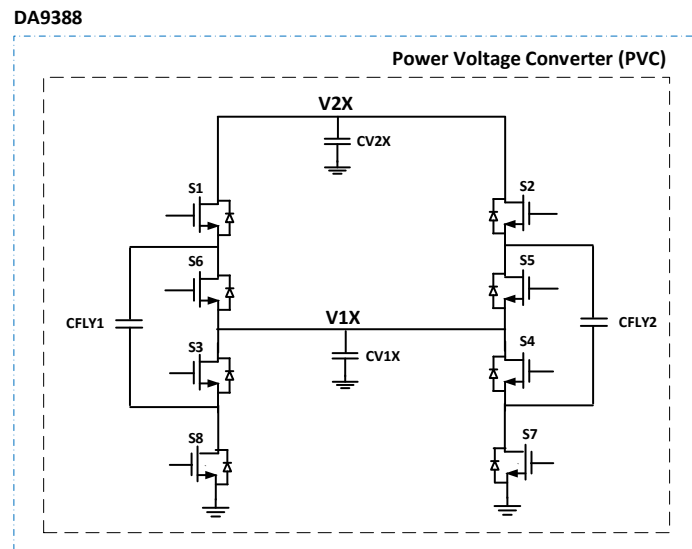 DA9388
Power Voltage Converter (PVC)
V2X
CV2X
S1
S2
S6
S5
CFLY1
V1X
CFLY2
CV1X
S3
S4
S8
S7